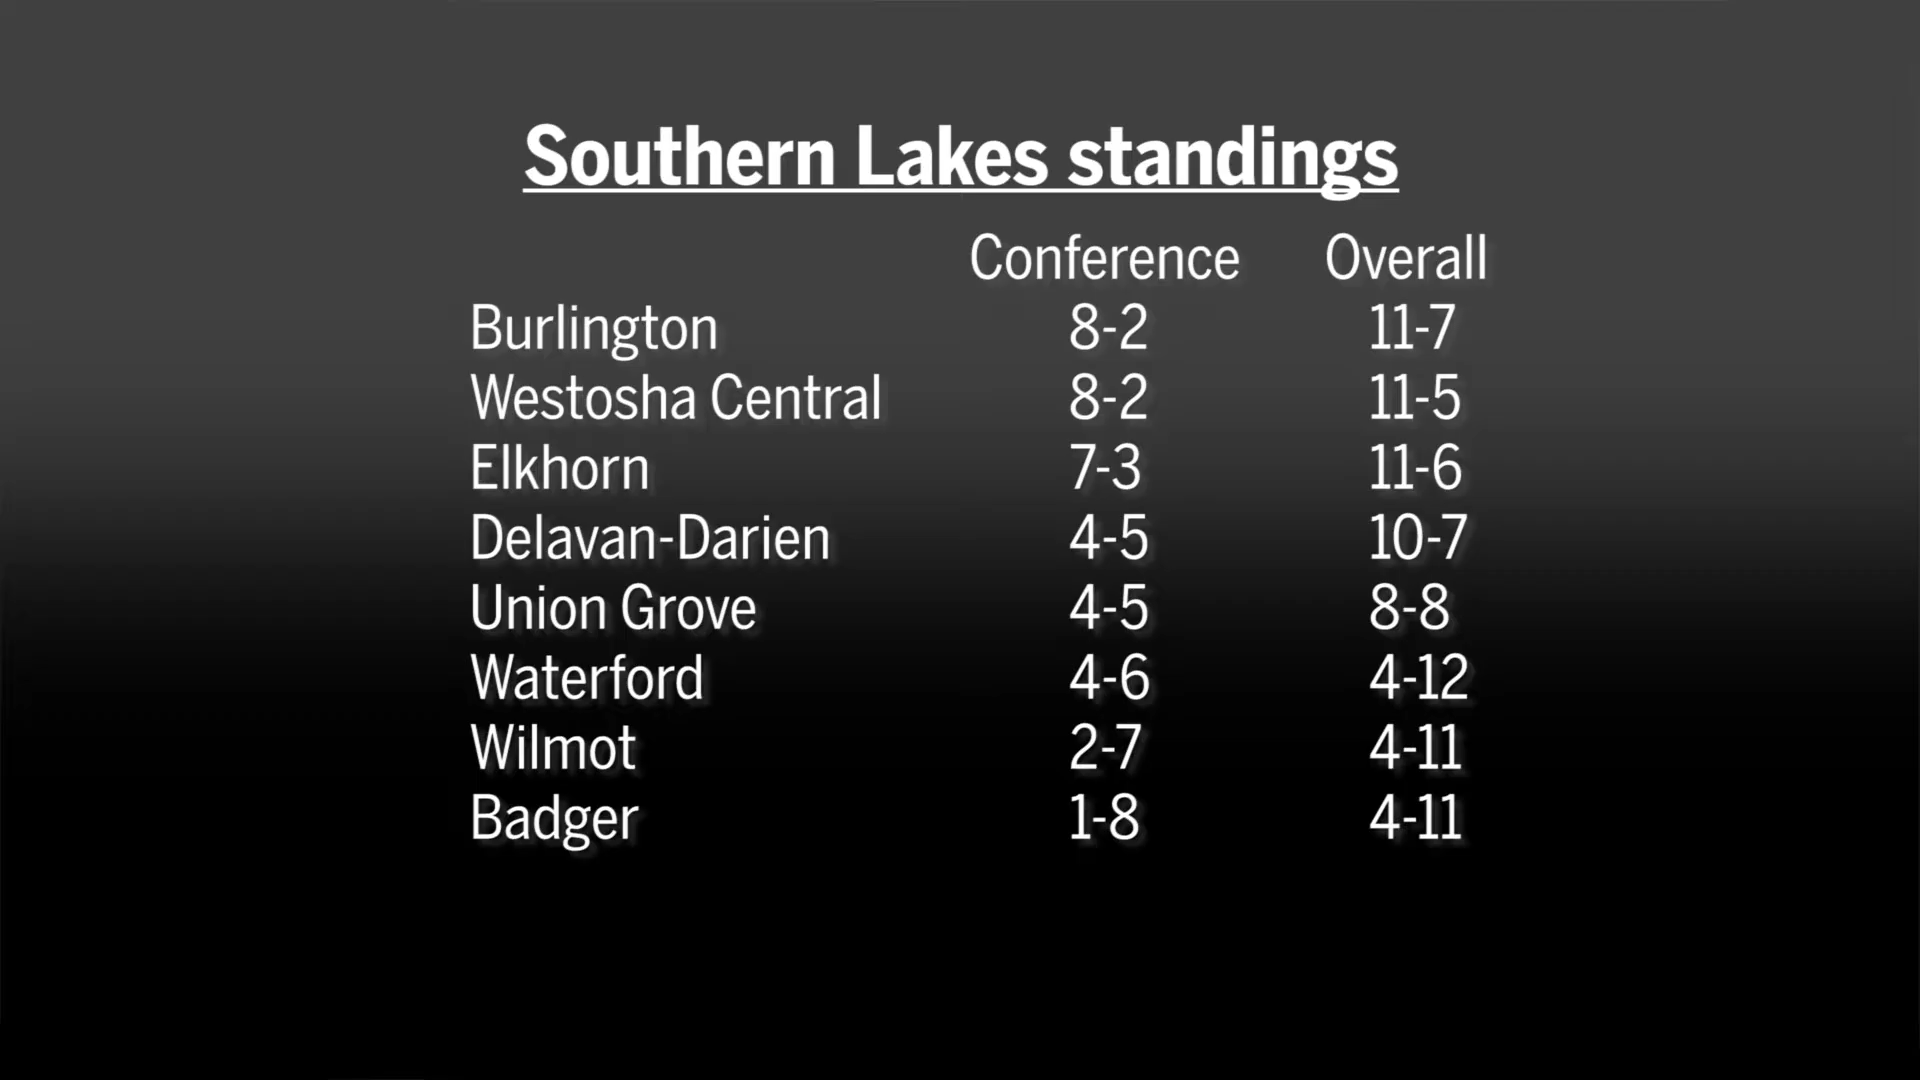 Southern Lakes standings
Conference Overall
Burlington 8-2 11-7
Westosha Central 8-2 11-5
Elkhorn 7-3 11-6
Delavan-Darien 4-5 10-7
Union Grove 4-5 8-8
Waterford 4-6 4-12
Wilmot 2-7 4-11
Badger 1-8 4-11